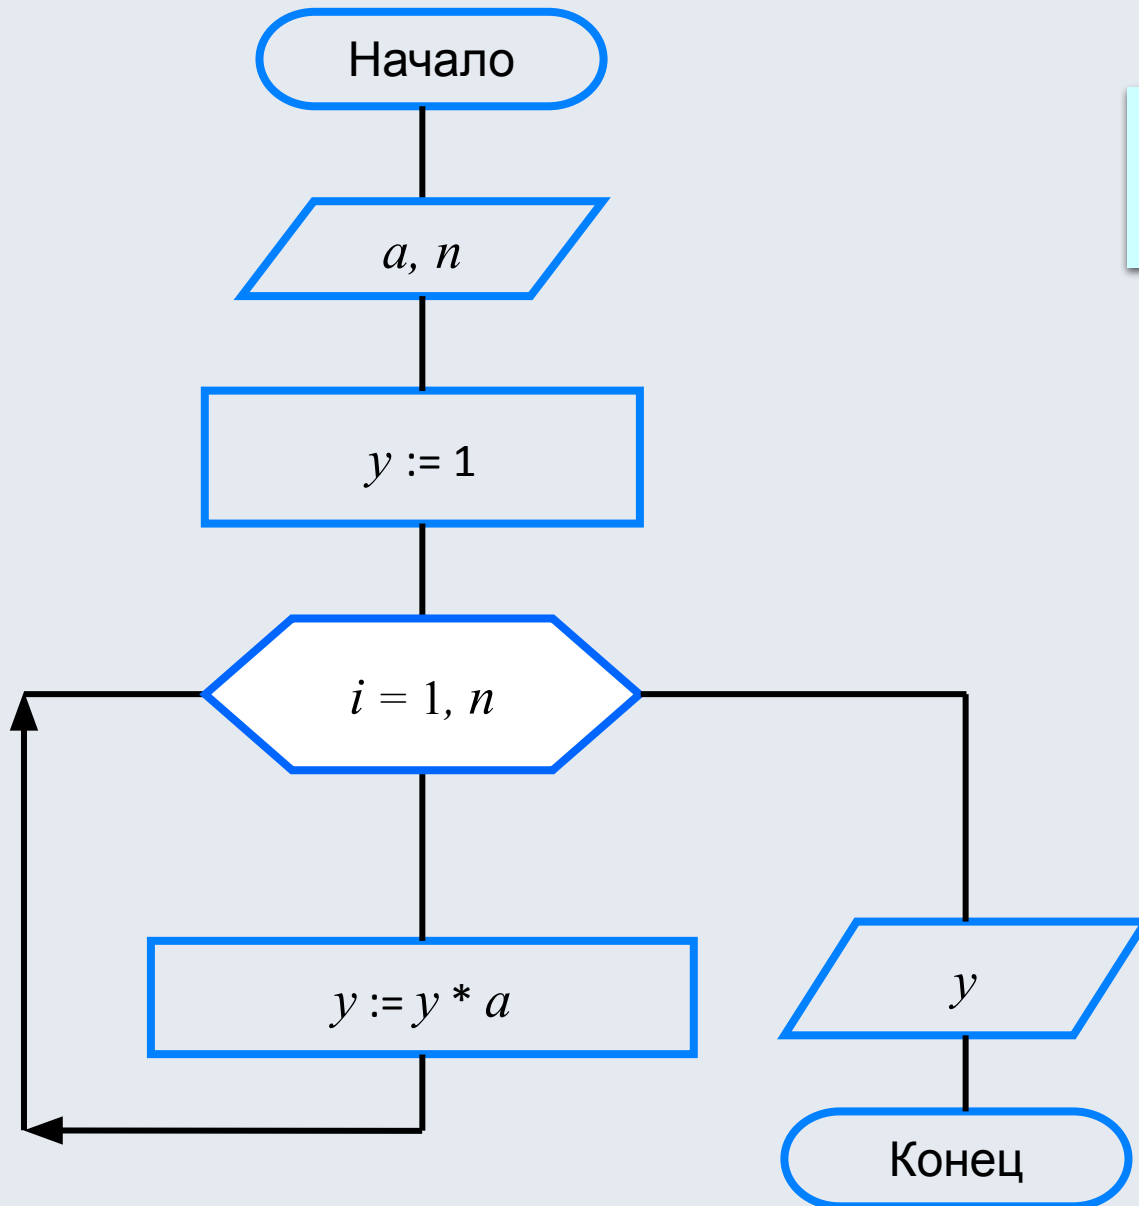 Начало
a, n
y := 1
i = 1, n
y := y * a
y
Конец